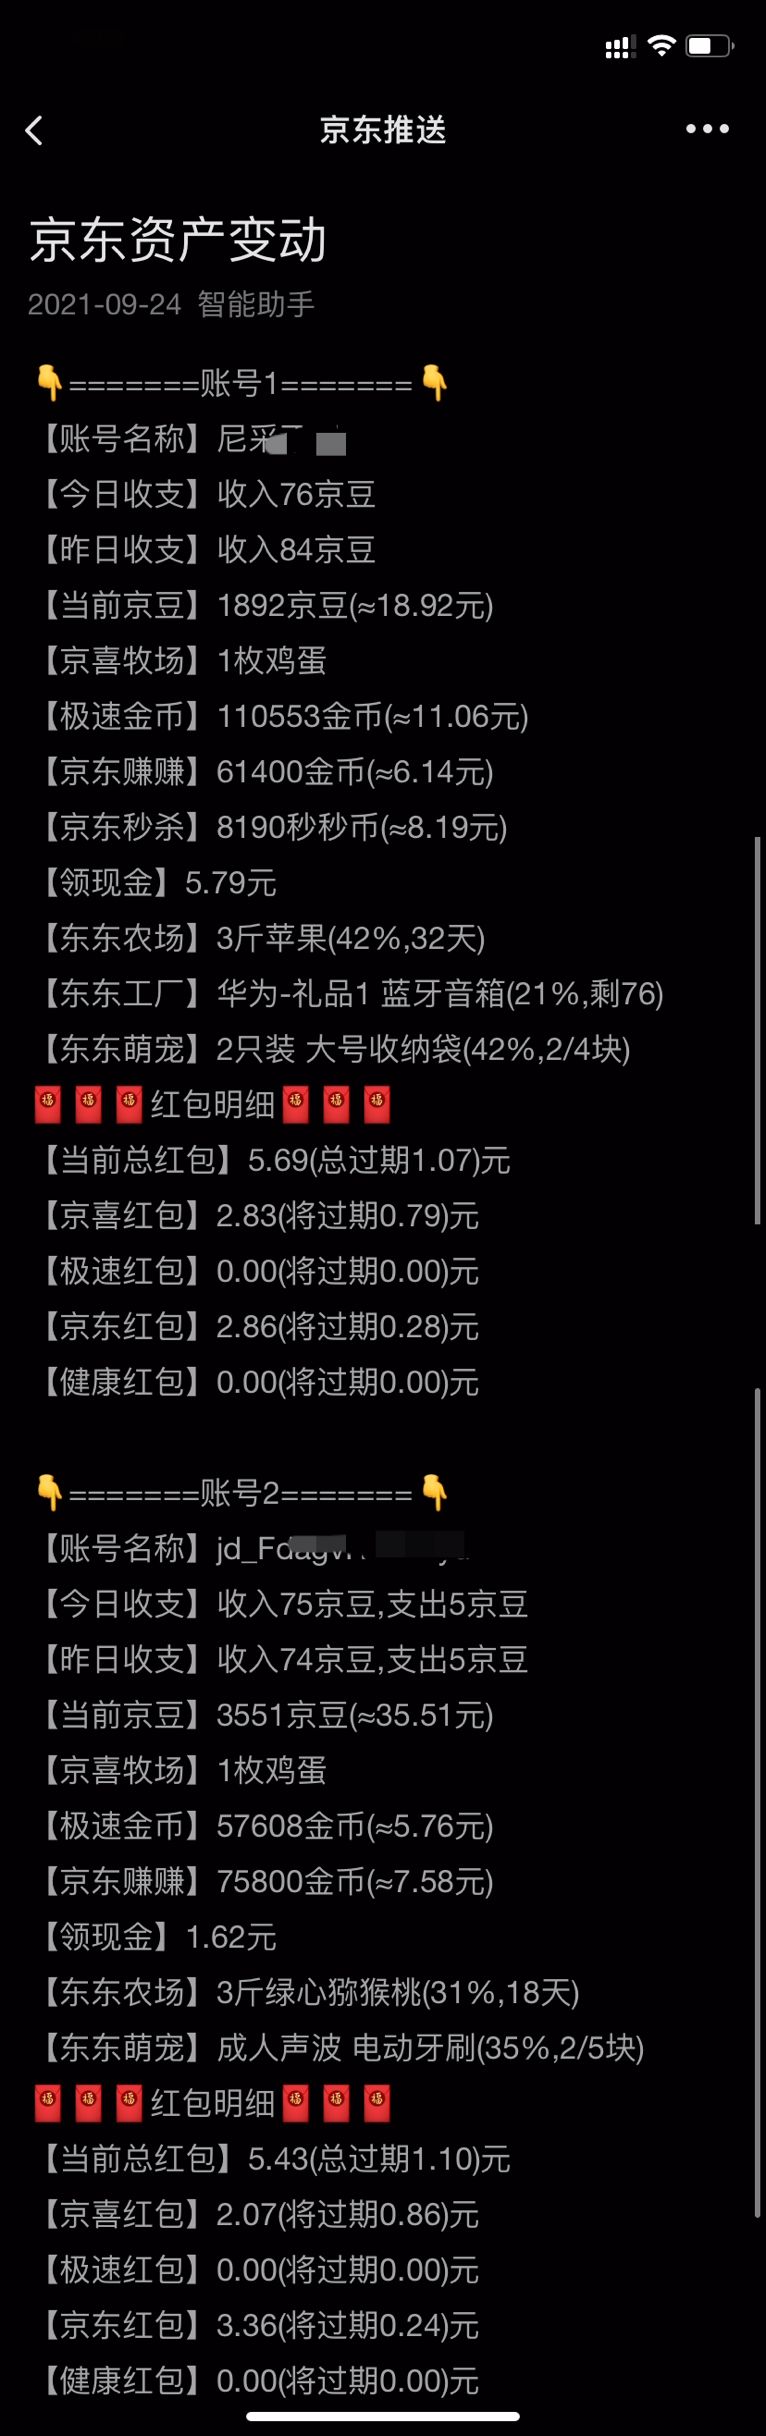 京东推送
京东资产变动
2021-09-24 智能助手
👇=======账号1=======👇
【账号名称】尼采
【今日收支】收入76京豆
【昨日收支】收入84京豆
【当前京豆】1892京豆(≈18.92元)
【京喜牧场】1枚鸡蛋
【极速金币】110553金币(≈11.06元)
【京东赚赚】61400金币(≈6.14元)
【京东秒杀】8190秒秒币(≈8.19元)
【领现金】5.79元
【东东农场】3斤苹果(42%,32天)
【东东工厂】华为-礼品1 蓝牙音箱(21%,剩76)
【东东萌宠】2只装 大号收纳袋(42%,2/4块)
🧧🧧🧧红包明细🧧🧧🧧
【当前总红包】5.69(总过期1.07)元
【京喜红包】2.83(将过期0.79)元
【极速红包】0.00(将过期0.00)元
【京东红包】2.86(将过期0.28)元
【健康红包】0.00(将过期0.00)元
👇=======账号2=======👇
【账号名称】
【今日收支】收入75京豆,支出5京豆
【昨日收支】收入74京豆,支出5京豆
【当前京豆】3551京豆(≈35.51元)
【京喜牧场】1枚鸡蛋
【极速金币】57608金币(≈5.76元)
【京东赚赚】75800金币(≈7.58元)
【领现金】1.62元
【东东农场】3斤绿心猕猴桃(31%,18天)
【东东萌宠】成人声波 电动牙刷(35%,2/5块)
🧧🧧🧧红包明细🧧🧧🧧
【当前总红包】5.43(总过期1.10)元
【京喜红包】2.07(将过期0.86)元
【极速红包】0.00(将过期0.00)元
【京东红包】3.36(将过期0.24)元
【健康红包】0.00(将过期0.00)元